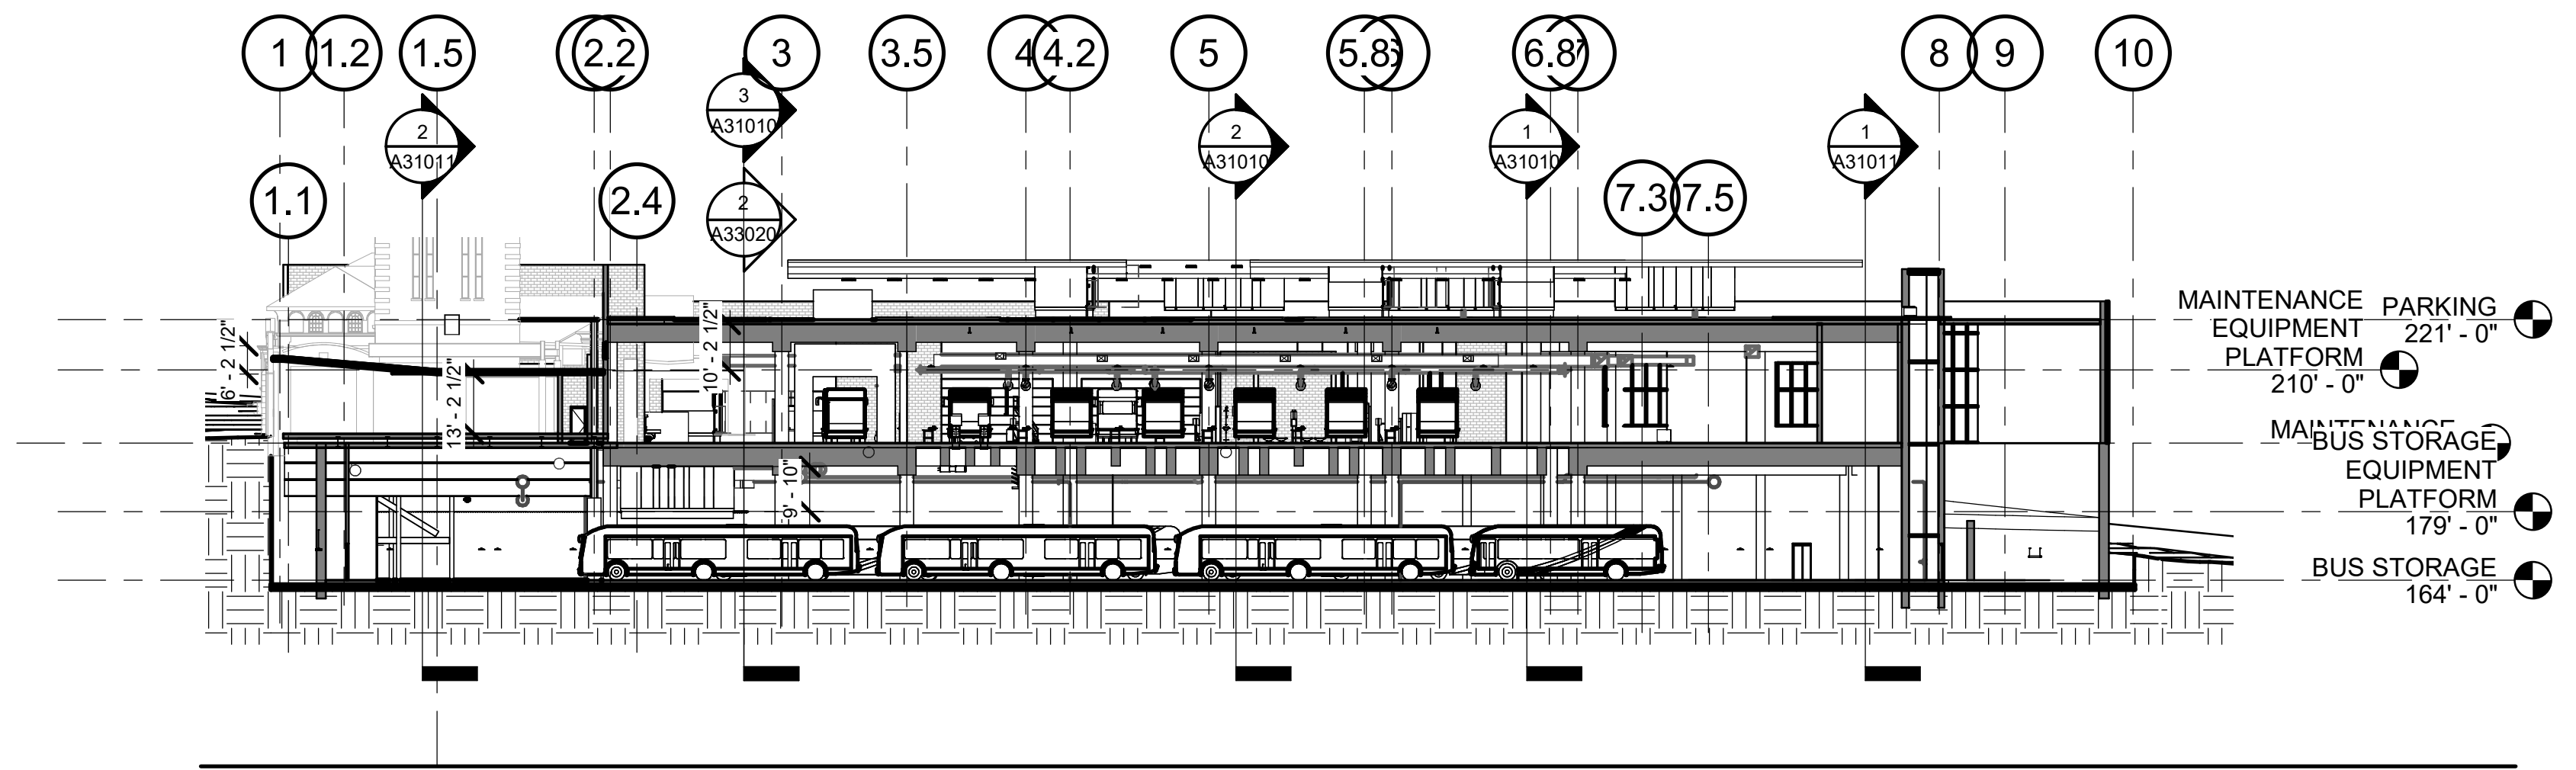 1
1.2
1.5
2.2
3
3.5
4
4.2
5
5.8
6.8
8
9
10
3
A31010
2
A31011
2
A31010
1
A31010
1
A31011
1.1
2.4
2
A33020
7.3
7.5
MAINTENANCE
EQUIPMENT
PLATFORM
210' - 0"
PARKING
221' - 0"
6' - 2 1/2"
13' - 2 1/2"
10' - 2 1/2"
9' - 10"
MAINTENANCE
BUS STORAGE
EQUIPMENT
PLATFORM
179' - 0"
BUS STORAGE
164' - 0"